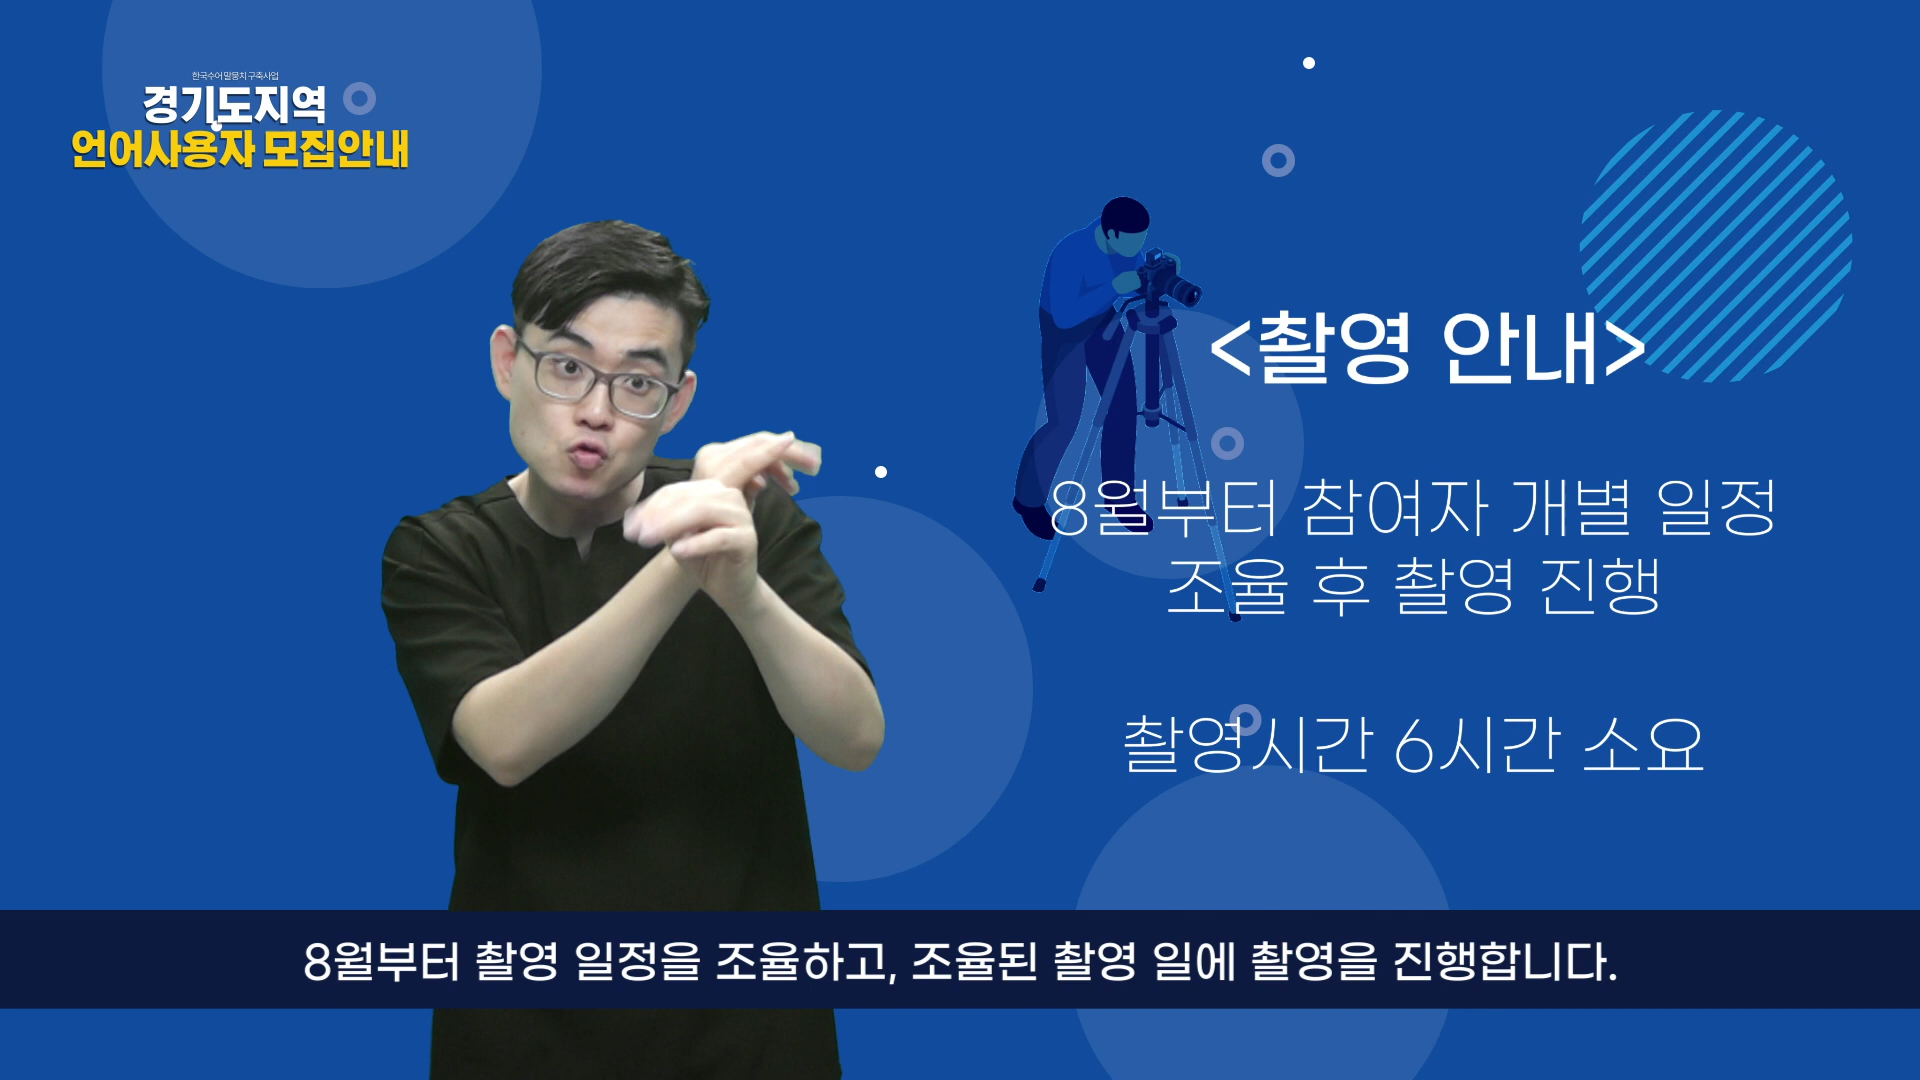 한국수어 말뭉치 구축사업
경기도지역
언어사용자 모집안내
<촬영 안내>
8월부터 참여자 개별 일정
조율 후 촬영 진행
촬영시간 6시간 소요
8월부터 촬영 일정을 조율하고, 조율된 촬영 일에 촬영을 진행합니다.